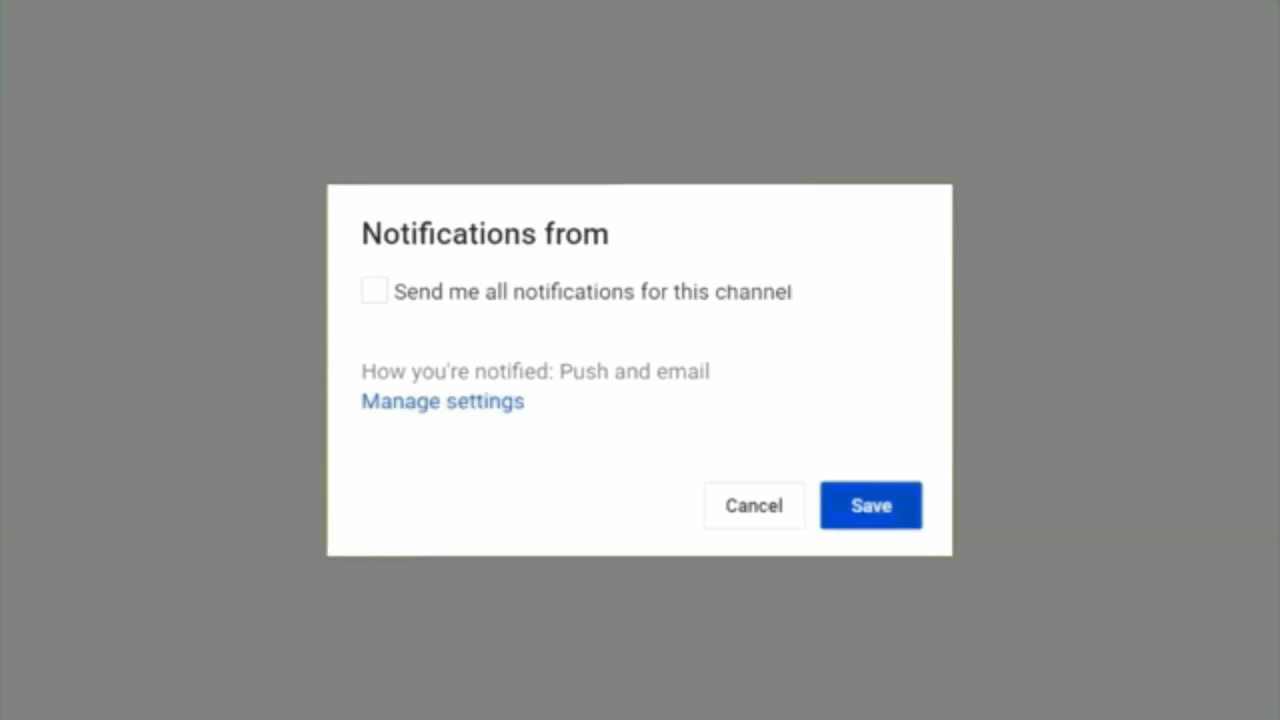 Notifications from
Send me all notifications for this channel
How you're notified: Push and email
Manage settings
Cancel
Save